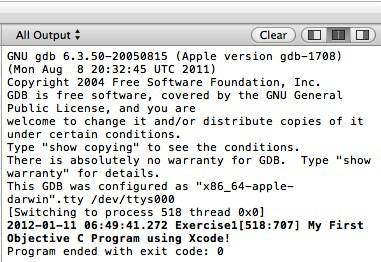 All Output
Clear
GNU gdb 6.3.50-20050815 (Apple version gdb-1708)
(Mon Aug  8 20:32:45 UTC 2011)
Copyright 2004 Free Software Foundation, Inc.
GDB is free software, covered by the GNU General
Public License, and you are
welcome to change it and/or distribute copies of it
under certain conditions.
Type "show copying" to see the conditions.
There is absolutely no warranty for GDB.  Type "show
warranty" for details.
This GDB was configured as "x86_64-apple-
darwin".tty /dev/ttys000
[Switching to process 518 thread 0x0]
2012-01-11 06:49:41.272 Exercise1[518:707] My First
Objective C Program using Xcode!
Program ended with exit code: 0